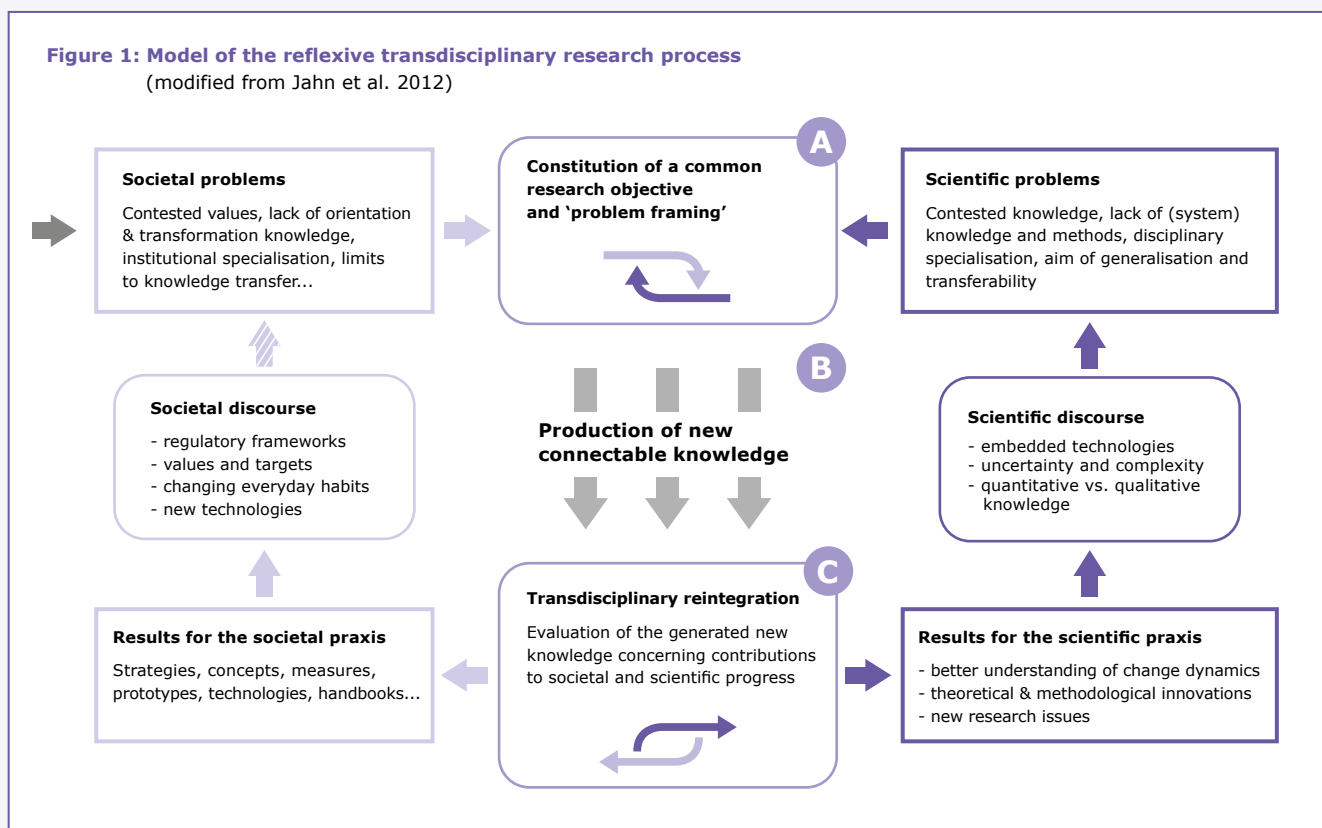 Figure 1: Model of the reflexive transdisciplinary research process
(modified from Jahn et al. 2012)
Societal problems
Contested values, lack of orientation
& transformation knowledge,
institutional specialisation, limits
to knowledge transfer...
A
Constitution of a common
research objective
and ‘problem framing’
Scientific problems
Contested knowledge, lack of (system)
knowledge and methods, disciplinary
specialisation, aim of generalisation and
transferability
Societal discourse
- regulatory frameworks
- values and targets
- changing everyday habits
- new technologies
B
Production of new
connectable knowledge
Scientific discourse
- embedded technologies
- uncertainty and complexity
- quantitative vs. qualitative
knowledge
Results for the societal praxis
Strategies, concepts, measures,
prototypes, technologies, handbooks...
C
Transdisciplinary reintegration
Evaluation of the generated new
knowledge concerning contributions
to societal and scientific progress
Results for the scientific praxis
- better understanding of change dynamics
- theoretical & methodological innovations
- new research issues